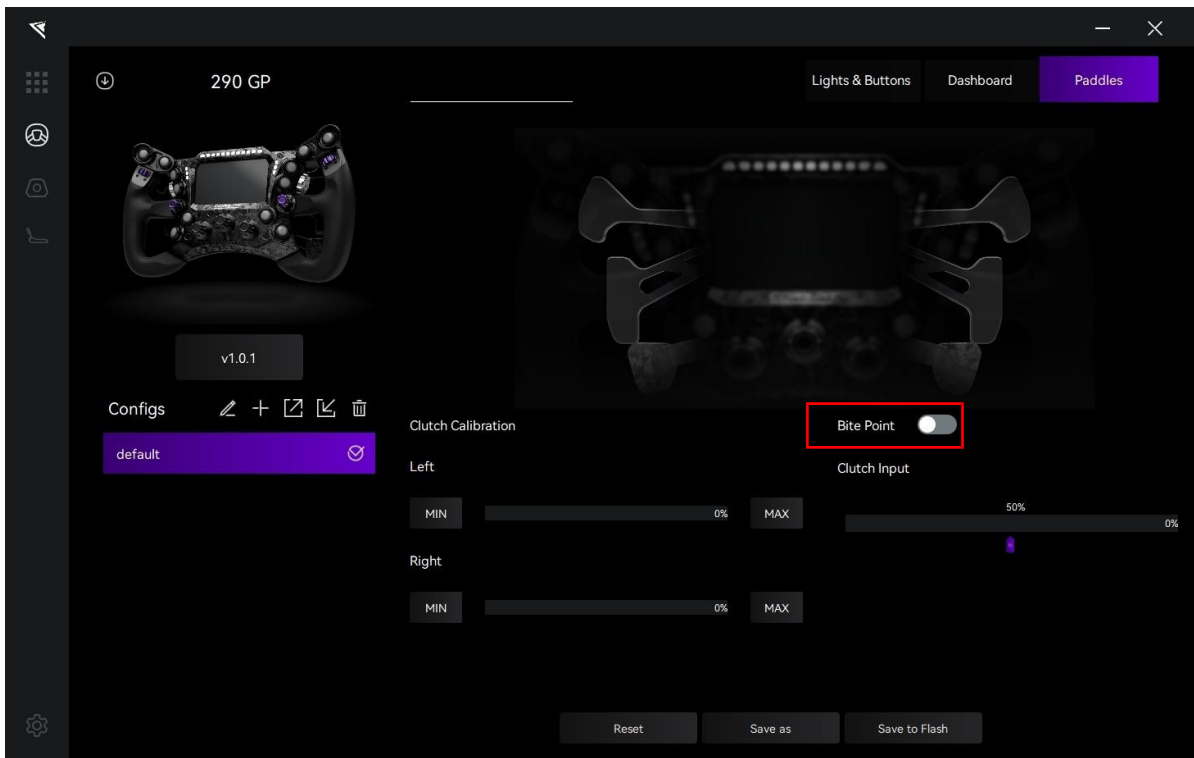 290 GP
Lights & Buttons
Dashboard
Paddles
v1.0.1
Configs
default
Clutch Calibration
Bite Point
Left
Clutch Input
MIN
0%
MAX
50%
0%
Right
MIN
0%
MAX
Reset
Save as
Save to Flash